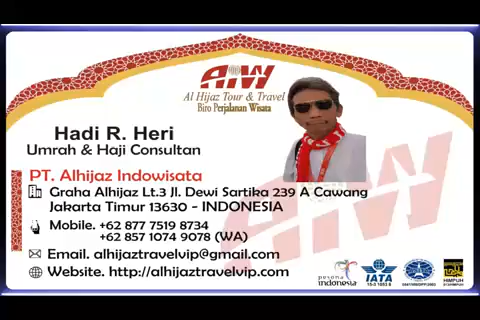 AIW
Al Hijaz Tour & Travel
Biro Perjalanan Wisata
Hadi R. Heri
Umrah & Haji Consultan
PT. Alhijaz Indowisata
Graha Alhijaz Lt.3 Jl. Dewi Sartika 239 A Cawang
Jakarta Timur 13630 - INDONESIA
Mobile. +62 877 7519 8734
+62 857 1074 9078 (WA)
Email. alhijaztravelvip@gmail.com
Website. http://alhijaztravelvip.com
pesona
indonesia
IATA
HIMPUH